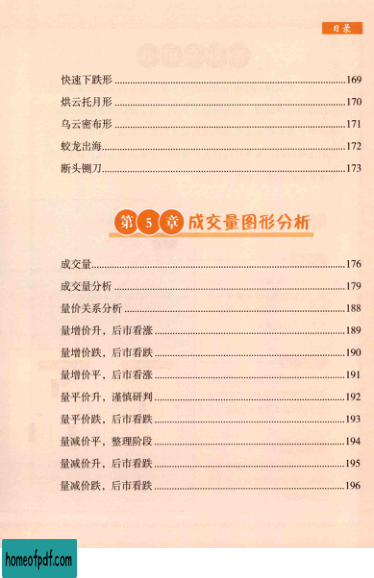 目录
快速下跌形 169
烘云托月形 170
乌云密布形 171
蛟龙出海 172
断头铡刀 173
第5章 成交量图形分析
成交量 176
成交量分析 179
量价关系分析 188
量增价升，后市看涨 189
量增价跌，后市看跌 190
量增价平，后市看涨 191
量平价升，谨慎研判 192
量平价跌，后市看跌 193
量减价平，整理阶段 194
量减价升，后市看跌 195
量减价跌，后市看跌 196
homeofpdf.com